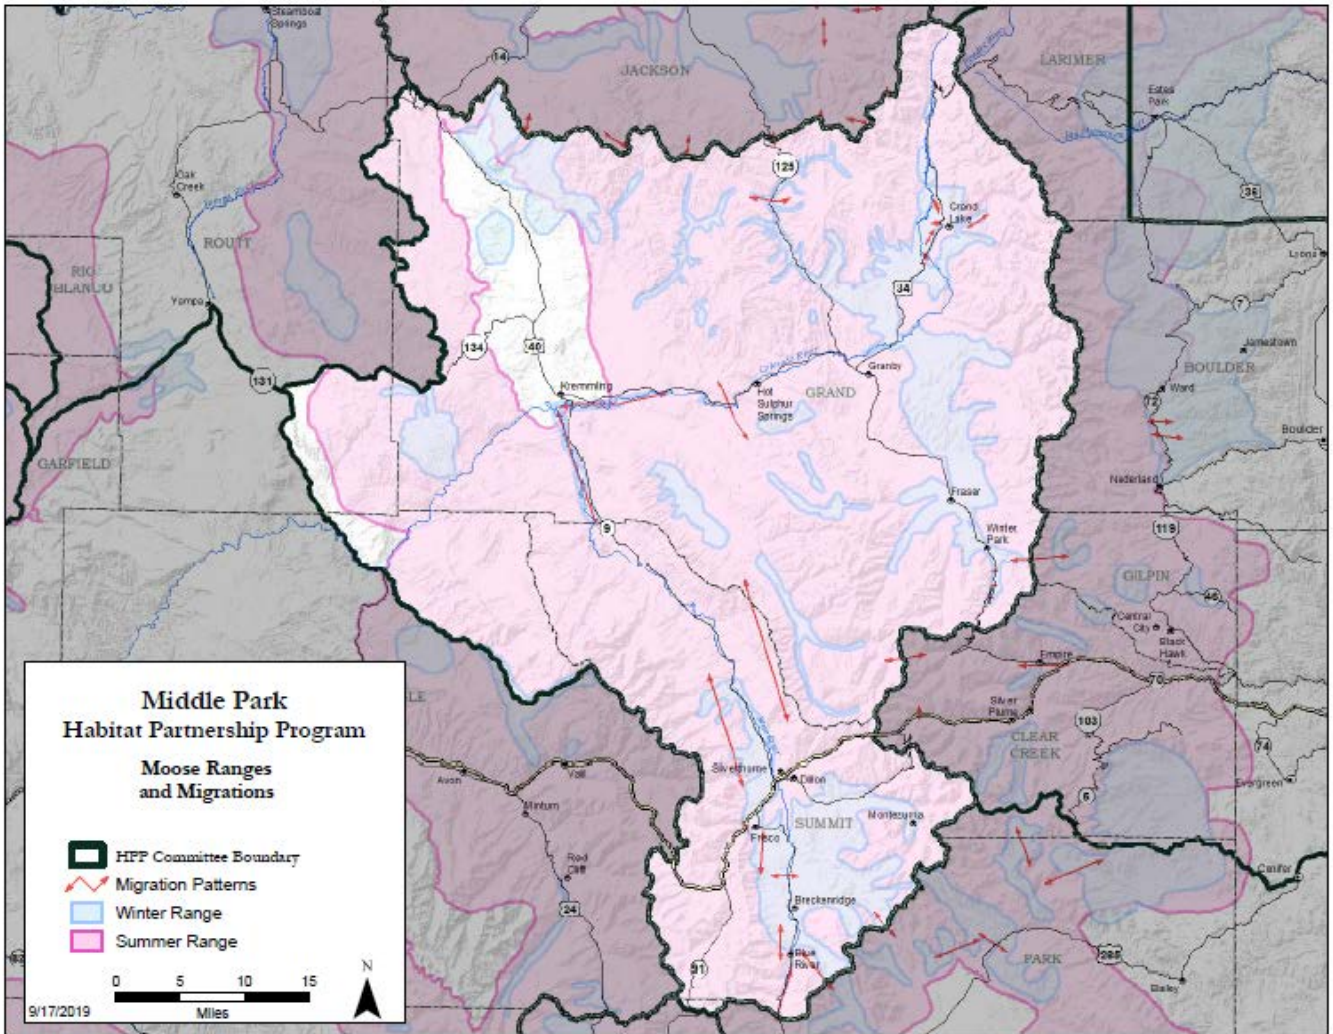 Steamboat
Springs
14
JACKSON
LARIMER
Estes
Park
125
36
Oak
Creek
Grand
Lake
ROUTT
Lyons
RIO
BLANCO
34
Yampa
7
134
40
Jamestown
131
Granby
BOULDER
Kremmling
Ward
Hot
Sulphur
Springs
GRAND
72
Boulder
GARFIELD
Nederland
Fraser
9
119
Winter
Park
GILPIN
46
Central
City
Black
Hawk
Empire
70
Silver
Plume
103
CLEAR
CREEK
74
Avon
Vail
Silverthorne
Dillon
Evergreen
6
Minturn
Montezuma
SUMMIT
Frisco
Red
Cliff
Conifer
24
Breckenridge
Blue
River
PARK
285
91
Bailey
Middle Park
Habitat Partnership Program
Moose Ranges
and Migrations
HPP Committee Boundary
Migration Patterns
Winter Range
Summer Range
0 5 10 15
Miles
N
9/17/2019